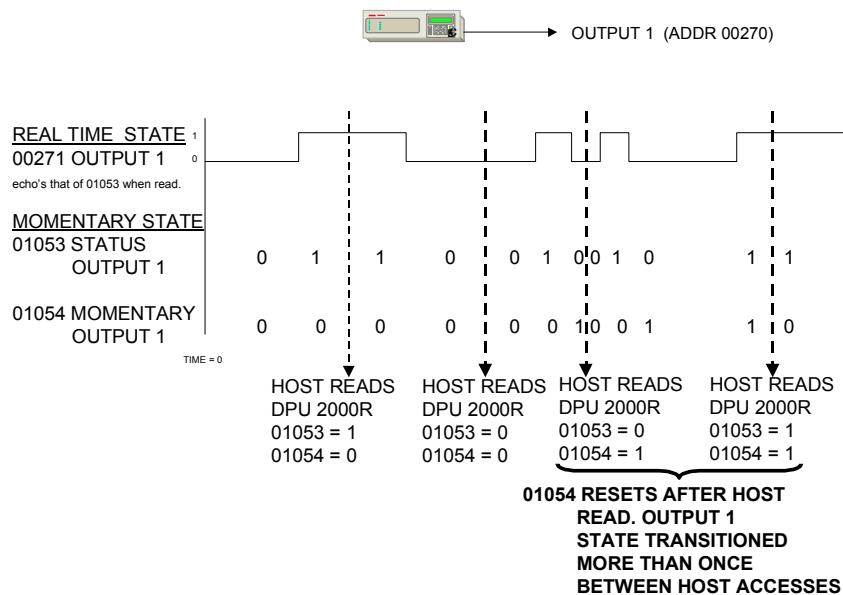 OUTPUT 1 (ADDR 00270)
REAL TIME STATE 1
00271 OUTPUT 1 0
echo's that of 01053 when read.
MOMENTARY STATE
01053 STATUS
OUTPUT 1 0 1 1 0 0 1 0 0 1 0 1 1
01054 MOMENTARY
OUTPUT 1 0 0 0 0 0 0 1 0 0 1 1 0
TIME = 0
HOST READS
DPU 2000R
01053 = 1
01054 = 0
HOST READS
DPU 2000R
01053 = 0
01054 = 0
HOST READS
DPU 2000R
01053 = 0
01054 = 1
HOST READS
DPU 2000R
01053 = 1
01054 = 1
01054 RESETS AFTER HOST
READ. OUTPUT 1
STATE TRANSITIONED
MORE THAN ONCE
BETWEEN HOST ACCESSES